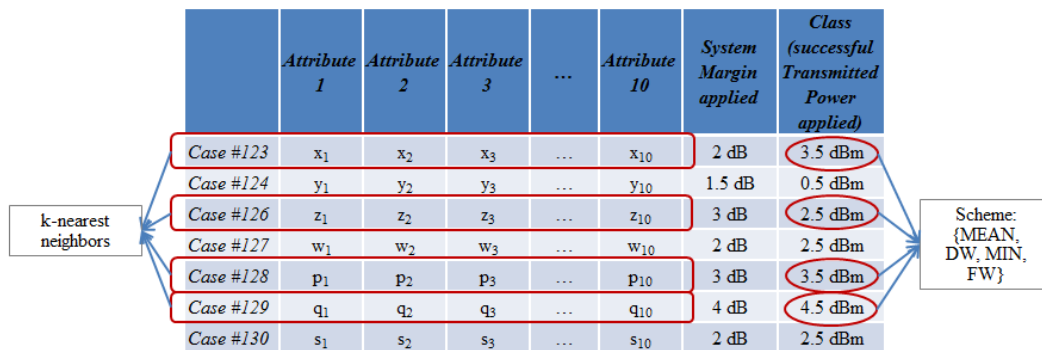 Attribute 1 Attribute 2 Attribute 3 ... Attribute 10 System Margin applied Class (successful Transmitted Power applied)
Case #123 x1 x2 x3 ... x10 2 dB 3.5 dBm
Case #124 y1 y2 y3 ... y10 1.5 dB 0.5 dBm
Case #126 z1 z2 z3 ... z10 3 dB 2.5 dBm
Case #127 w1 w2 w3 ... w10 2 dB 2.5 dBm
Case #128 p1 p2 p3 ... p10 3 dB 3.5 dBm
Case #129 q1 q2 q3 ... q10 4 dB 4.5 dBm
Case #130 s1 s2 s3 ... s10 2 dB 2.5 dBm
k-nearest
neighbors
Scheme:
{MEAN,
DW, MIN,
FW}